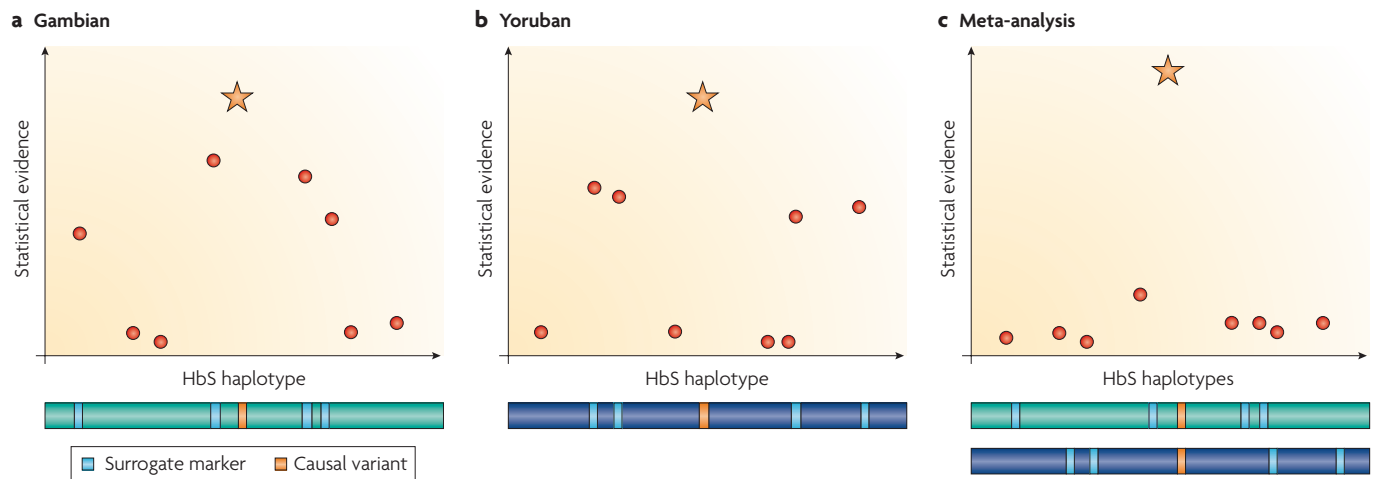 a Gambian
b Yoruban
c Meta-analysis
Statistical evidence
Statistical evidence
Statistical evidence
HbS haplotype
HbS haplotype
HbS haplotypes
Surrogate marker
Causal variant